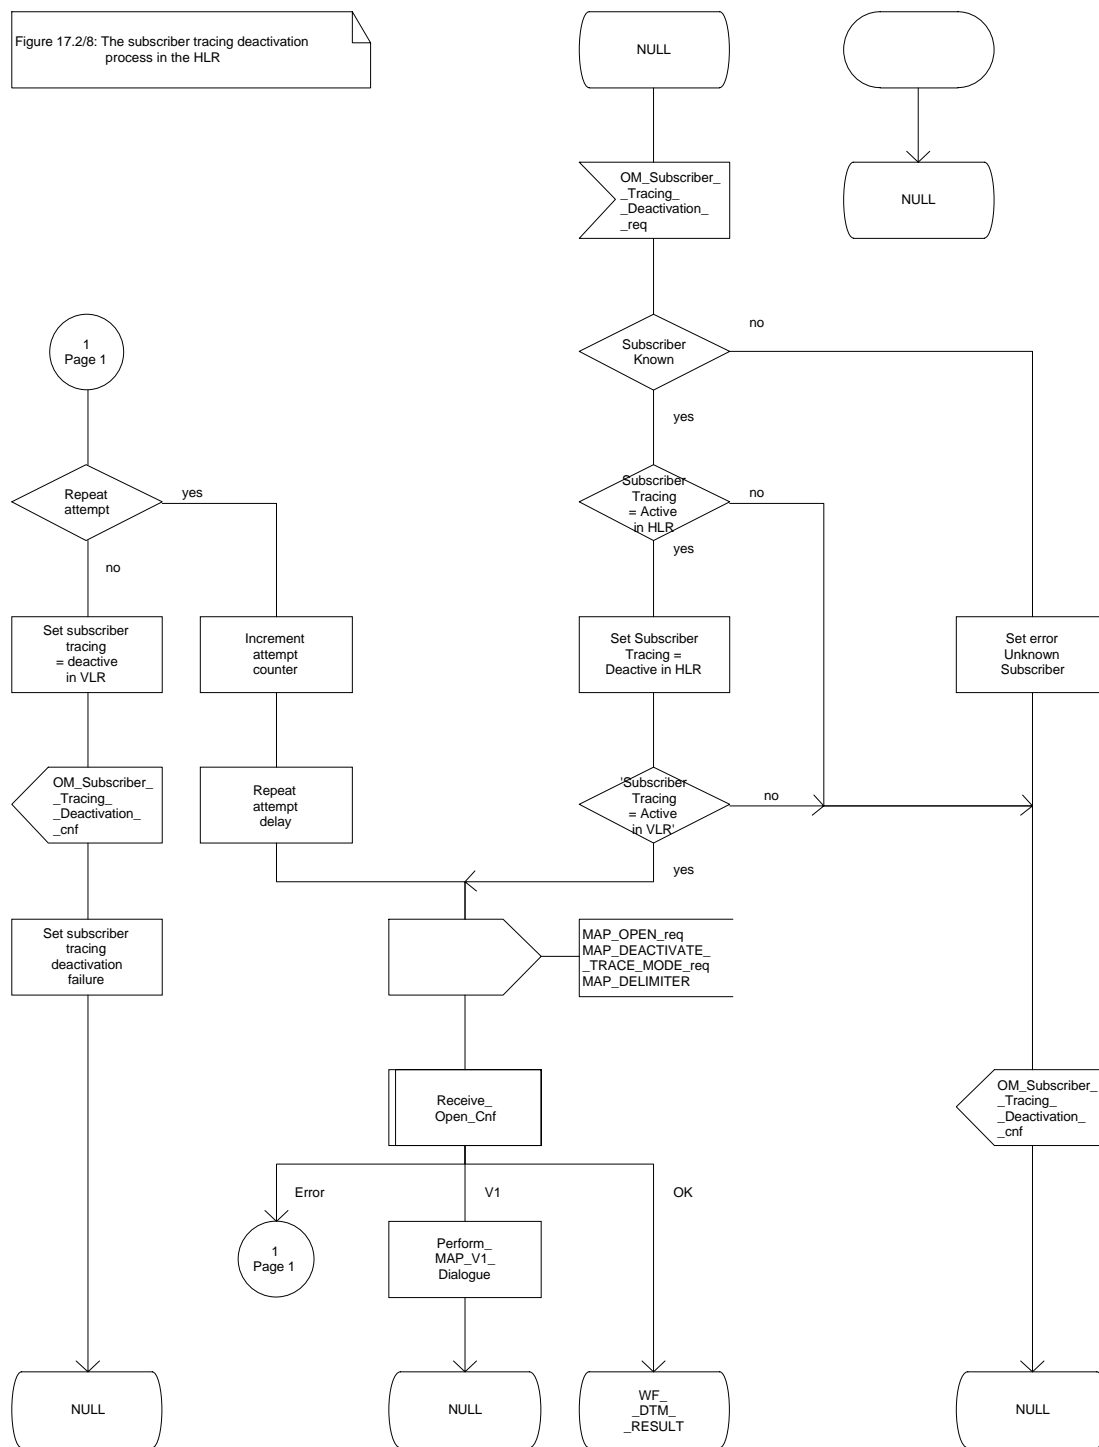 Figure 17.2/8: The subscriber tracing deactivation
process in the HLR
NULL
OM_Subscriber_
_Tracing_
_Deactivation_
_req
NULL
1
Page 1
Subscriber
Known
no
yes
Repeat
attempt
yes
no
Subscriber
Tracing
= Active
in HLR
no
yes
Set subscriber
tracing
= deactive
in VLR
Increment
attempt
counter
Set Subscriber
Tracing =
Deactive in HLR
Set error
Unknown
Subscriber
OM_Subscriber_
_Tracing_
_Deactivation_
_cnf
Repeat
attempt
delay
'Subscriber
Tracing
= Active
in VLR'
no
yes
Set subscriber
tracing
deactivation
failure
MAP_OPEN_req
MAP_DEACTIVATE_
_TRACE_MODE_req
MAP_DELIMITER
Receive_
Open_Cnf
OM_Subscriber_
_Tracing_
_Deactivation_
_cnf
Error
V1
OK
1
Page 1
Perform_
MAP_V1_
Dialogue
NULL
NULL
WF_
_DTM_
_RESULT
NULL